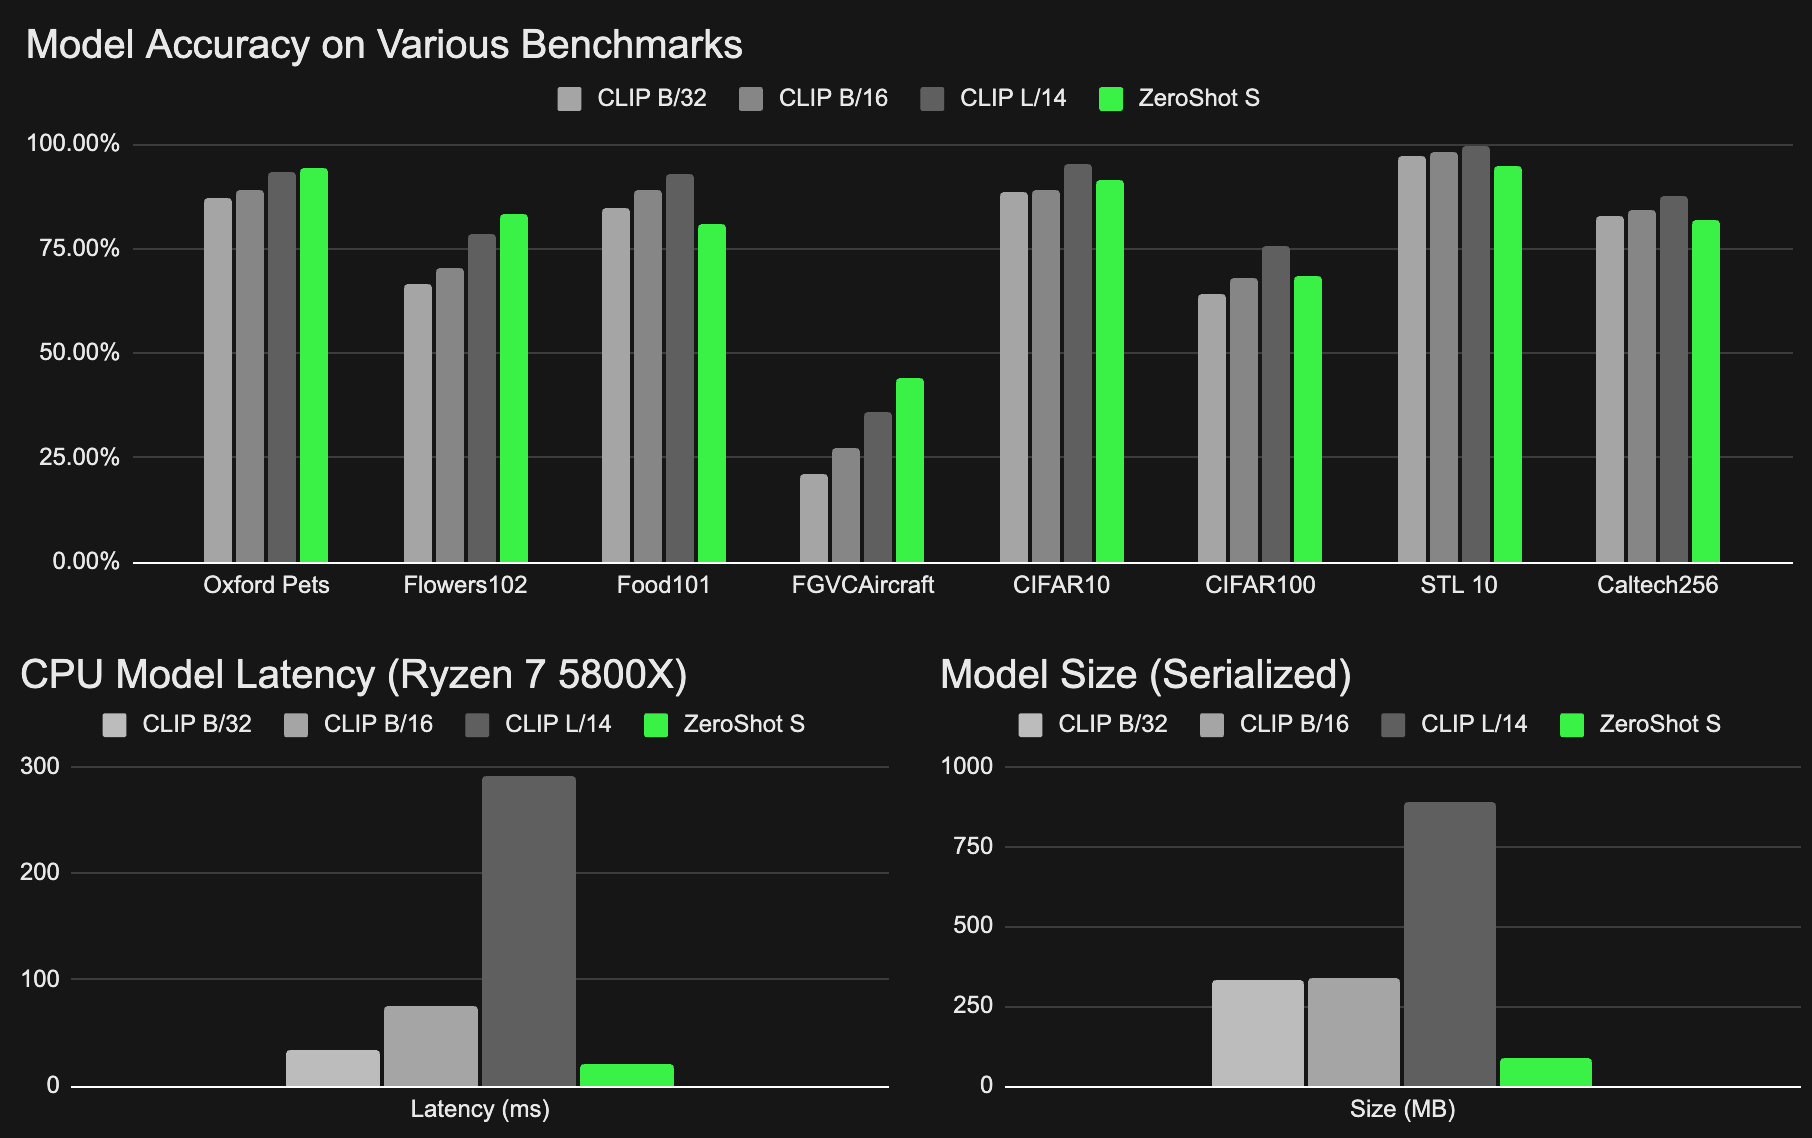 Model Accuracy on Various Benchmarks
CLIP B/32 CLIP B/16 CLIP L/14 ZeroShot S
100.00%
75.00%
50.00%
25.00%
0.00%
Oxford Pets Flowers102 Food101 FGVCAircraft CIFAR10 CIFAR100 STL 10 Caltech256
CPU Model Latency (Ryzen 7 5800X)
CLIP B/32 CLIP B/16 CLIP L/14 ZeroShot S
300
200
100
0
Latency (ms)
Model Size (Serialized)
CLIP B/32 CLIP B/16 CLIP L/14 ZeroShot S
1000
750
500
250
0
Size (MB)